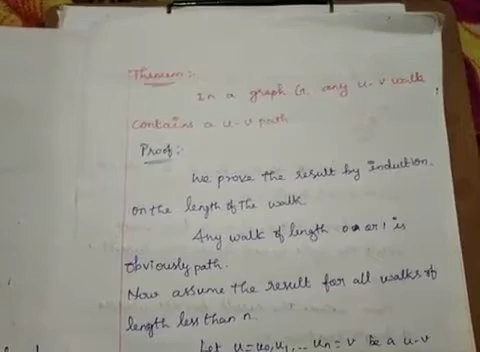 Theorem:-
In a graph G, any u-v walk
contains a u-v path
Proof:-
We prove the result by induction.
on the length of the walk.
Any walk of length 0 or 1 is
obviously path.
Now assume the result for all walks of
length less than n.
Let u = u0, u1, ... un = v be a u-v